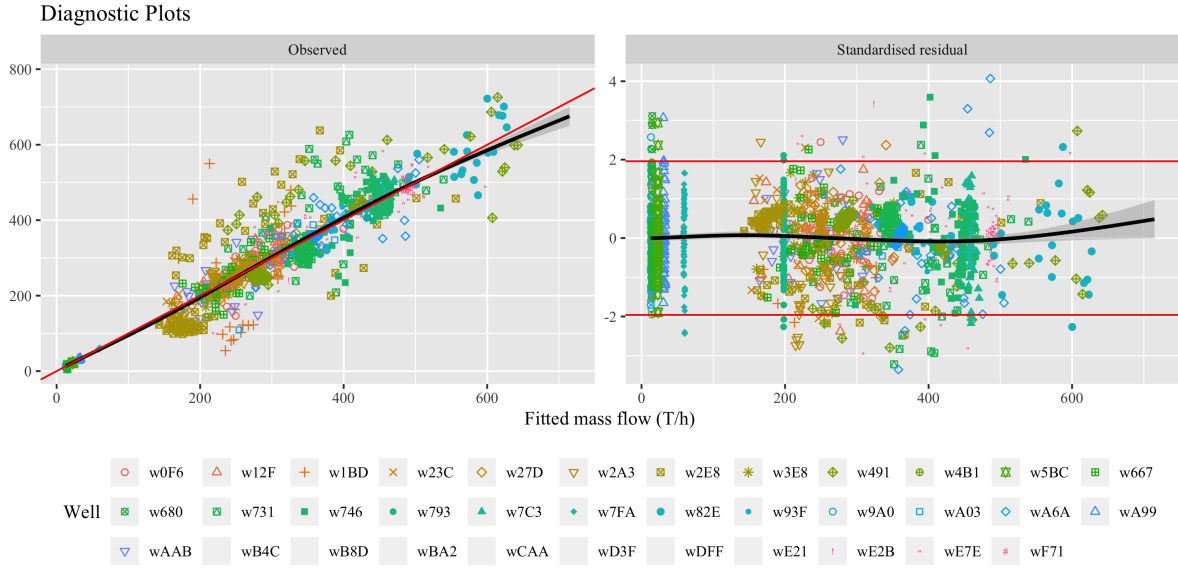 Diagnostic Plots
Observed
Standardised residual
800
600
400
200
0
4
2
0
-2
0 200 400 600
0 200 400 600
Fitted mass flow (T/h)
Well
w0F6 w12F w1BD w23C w27D w2A3 w2E8 w3E8 w491 w4B1 w5BC w667
w680 w731 w746 w793 w7C3 w7FA w82E w93F w9A0 wA03 wA6A wA99
wAAB wB4C wB8D wBA2 wCAA wD3F wDFF wE21 wE2B wE7E wF71